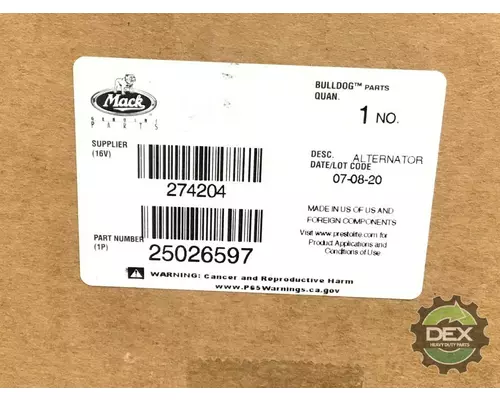 Mack
GENUINE
PARTS
SUPPLIER
(16V)
274204
PART NUMBER
(1P)
25026597
BULLDOG™ PARTS
QUAN.
1 NO.
DESC. ALTERNATOR
DATE/LOT CODE
07-08-20
MADE IN US OF US AND
FOREIGN COMPONENTS
Visit www.prestolite.com for
Product Applications and
Conditions of Use
WARNING: Cancer and Reproductive Harm
www.P65Warnings.ca.gov
DEX
HEAVY DUTY PARTS